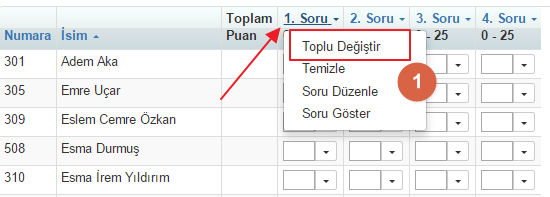 Toplam Puan 1. Soru 2. Soru 3. Soru 4. Soru
Numara İsim 0 - 25 0 - 25
Toplu Değiştir
Temizle
Soru Düzenle
Soru Göster
1
301 Adem Aka
305 Emre Uçar
309 Eslem Cemre Özkan
508 Esma Durmuş
310 Esma İrem Yıldırım